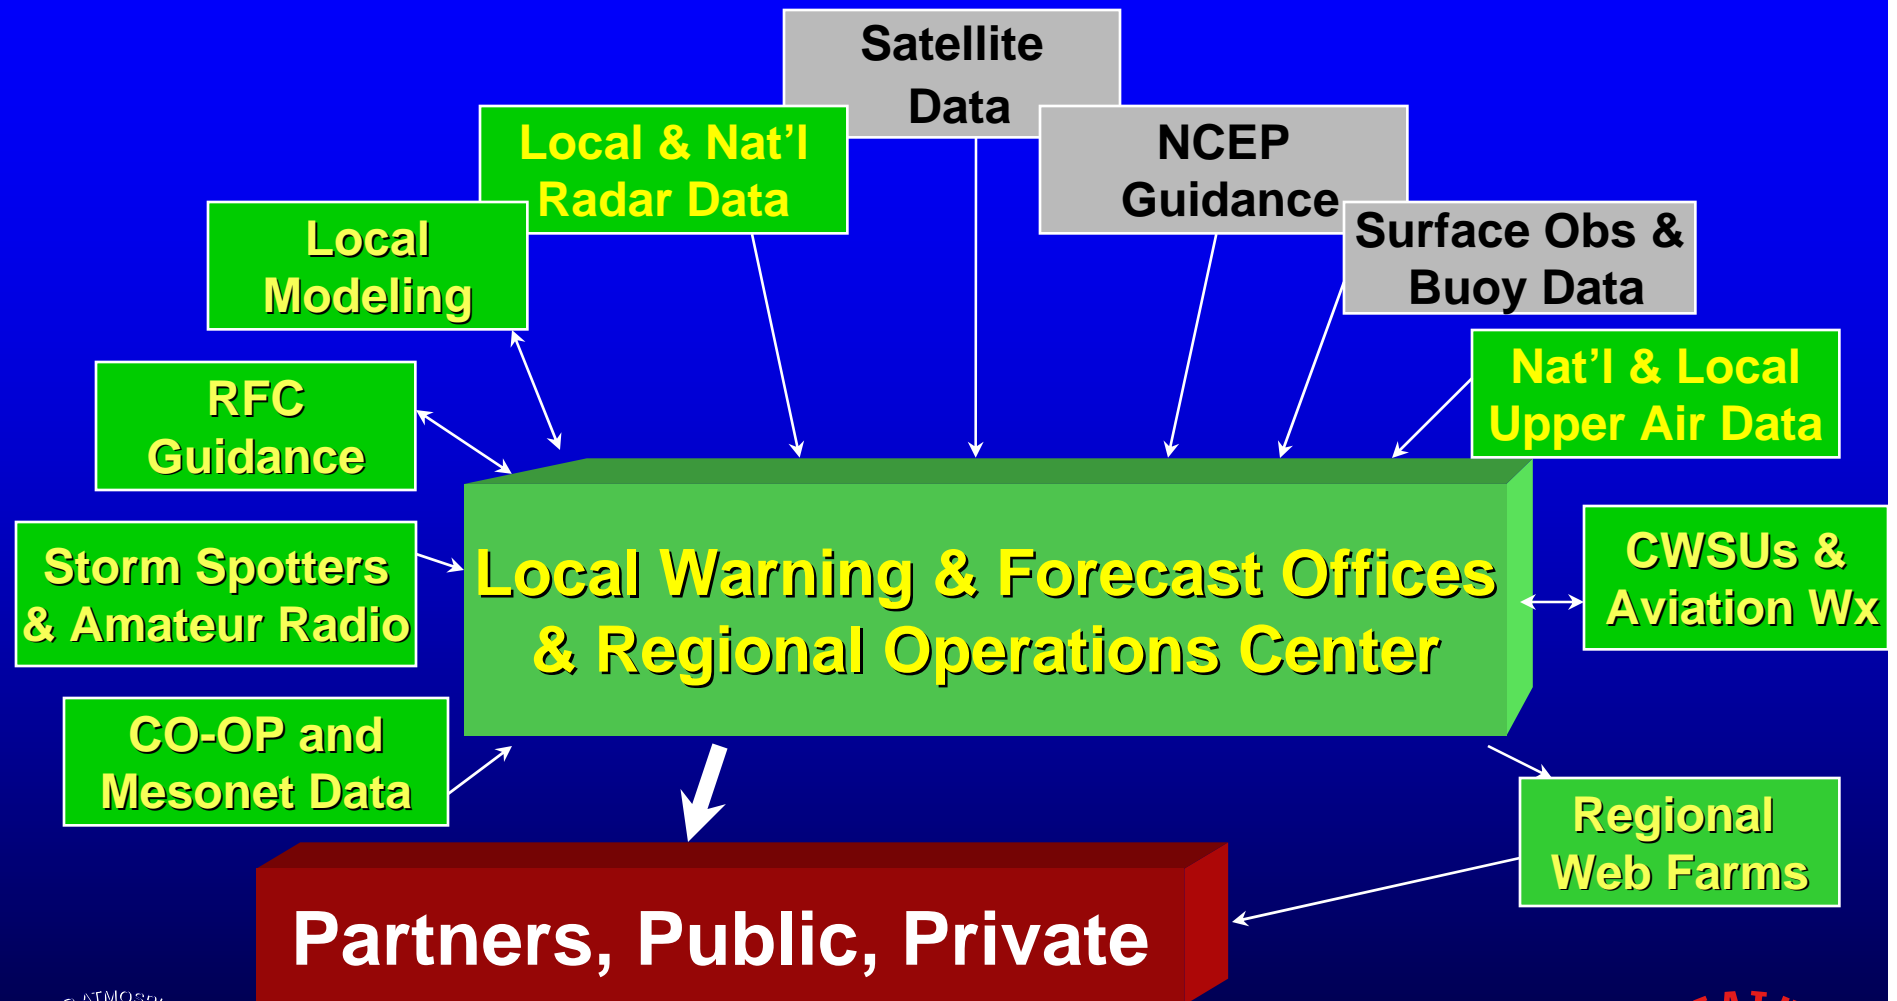 Satellite
Data
Local & Nat’l
Radar Data
NCEP
Guidance
Local
Modeling
Surface Obs &
Buoy Data
RFC
Guidance
Nat’l & Local
Upper Air Data
Storm Spotters
& Amateur Radio
Local Warning & Forecast Offices
& Regional Operations Center
CWSUs &
Aviation Wx
CO-OP and
Mesonet Data
Regional
Web Farms
Partners, Public, Private